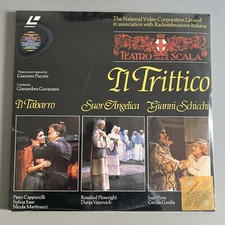 The National Video Corporation Limited
in association with Radiotelevisione Italiana
TEATRO ALLA SCALA
Three one-act operas by
Giacomo Puccini
Conductor
Gianandrea Gavazzeni
Il Trittico
Il Tabarro
Suor Angelica
Gianni Schicchi
Piero Cappuccilli
Sylvia Sass
Nicola Martinucci
Rosalind Plowright
Dunja Vejzovich
Juan Pons
Cecilia Gasdia